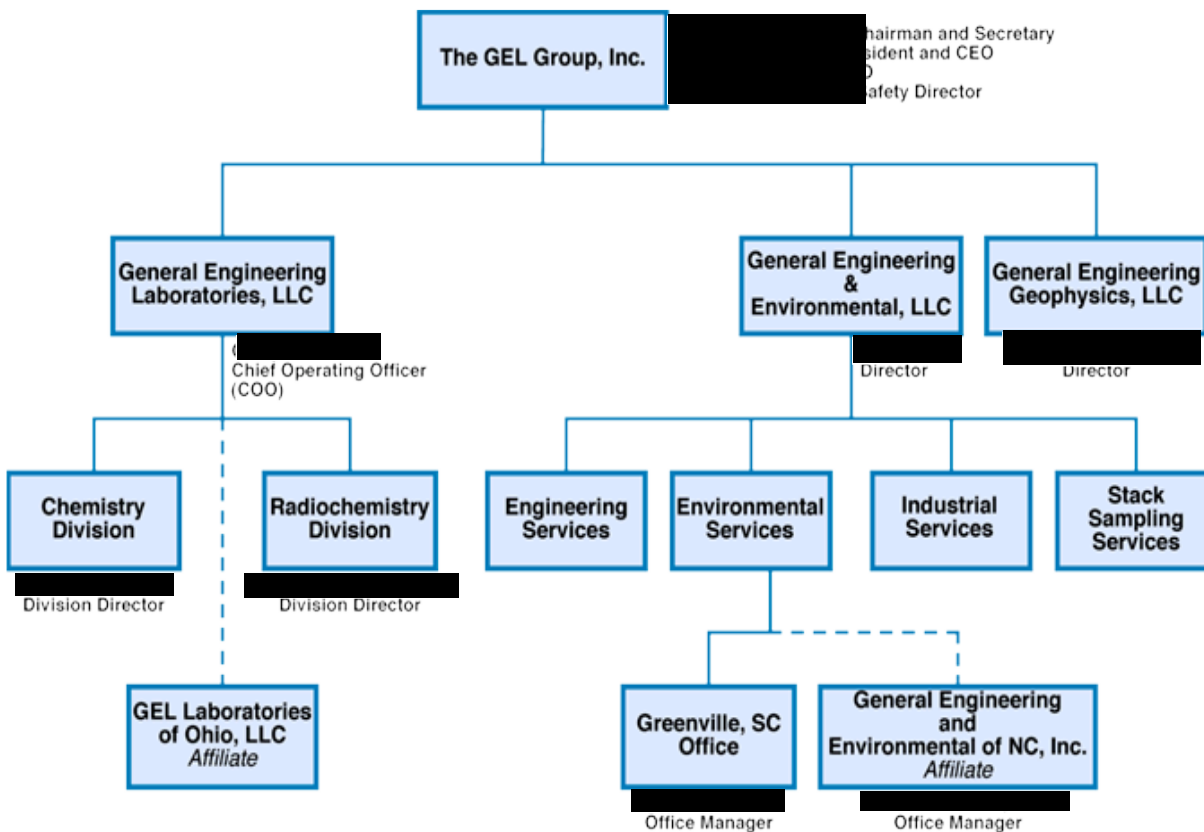 The GEL Group, Inc.
hairman and Secretary
sident and CEO
afety Director
General Engineering
Laboratories, LLC
Chief Operating Officer
(COO)
General Engineering
&
Environmental, LLC
Director
General Engineering
Geophysics, LLC
Director
Chemistry
Division
Division Director
Radiochemistry
Division
Division Director
Engineering
Services
Environmental
Services
Industrial
Services
Stack
Sampling
Services
GEL Laboratories
of Ohio, LLC
Affiliate
Greenville, SC
Office
Office Manager
General Engineering
and
Environmental of NC, Inc.
Affiliate
Office Manager